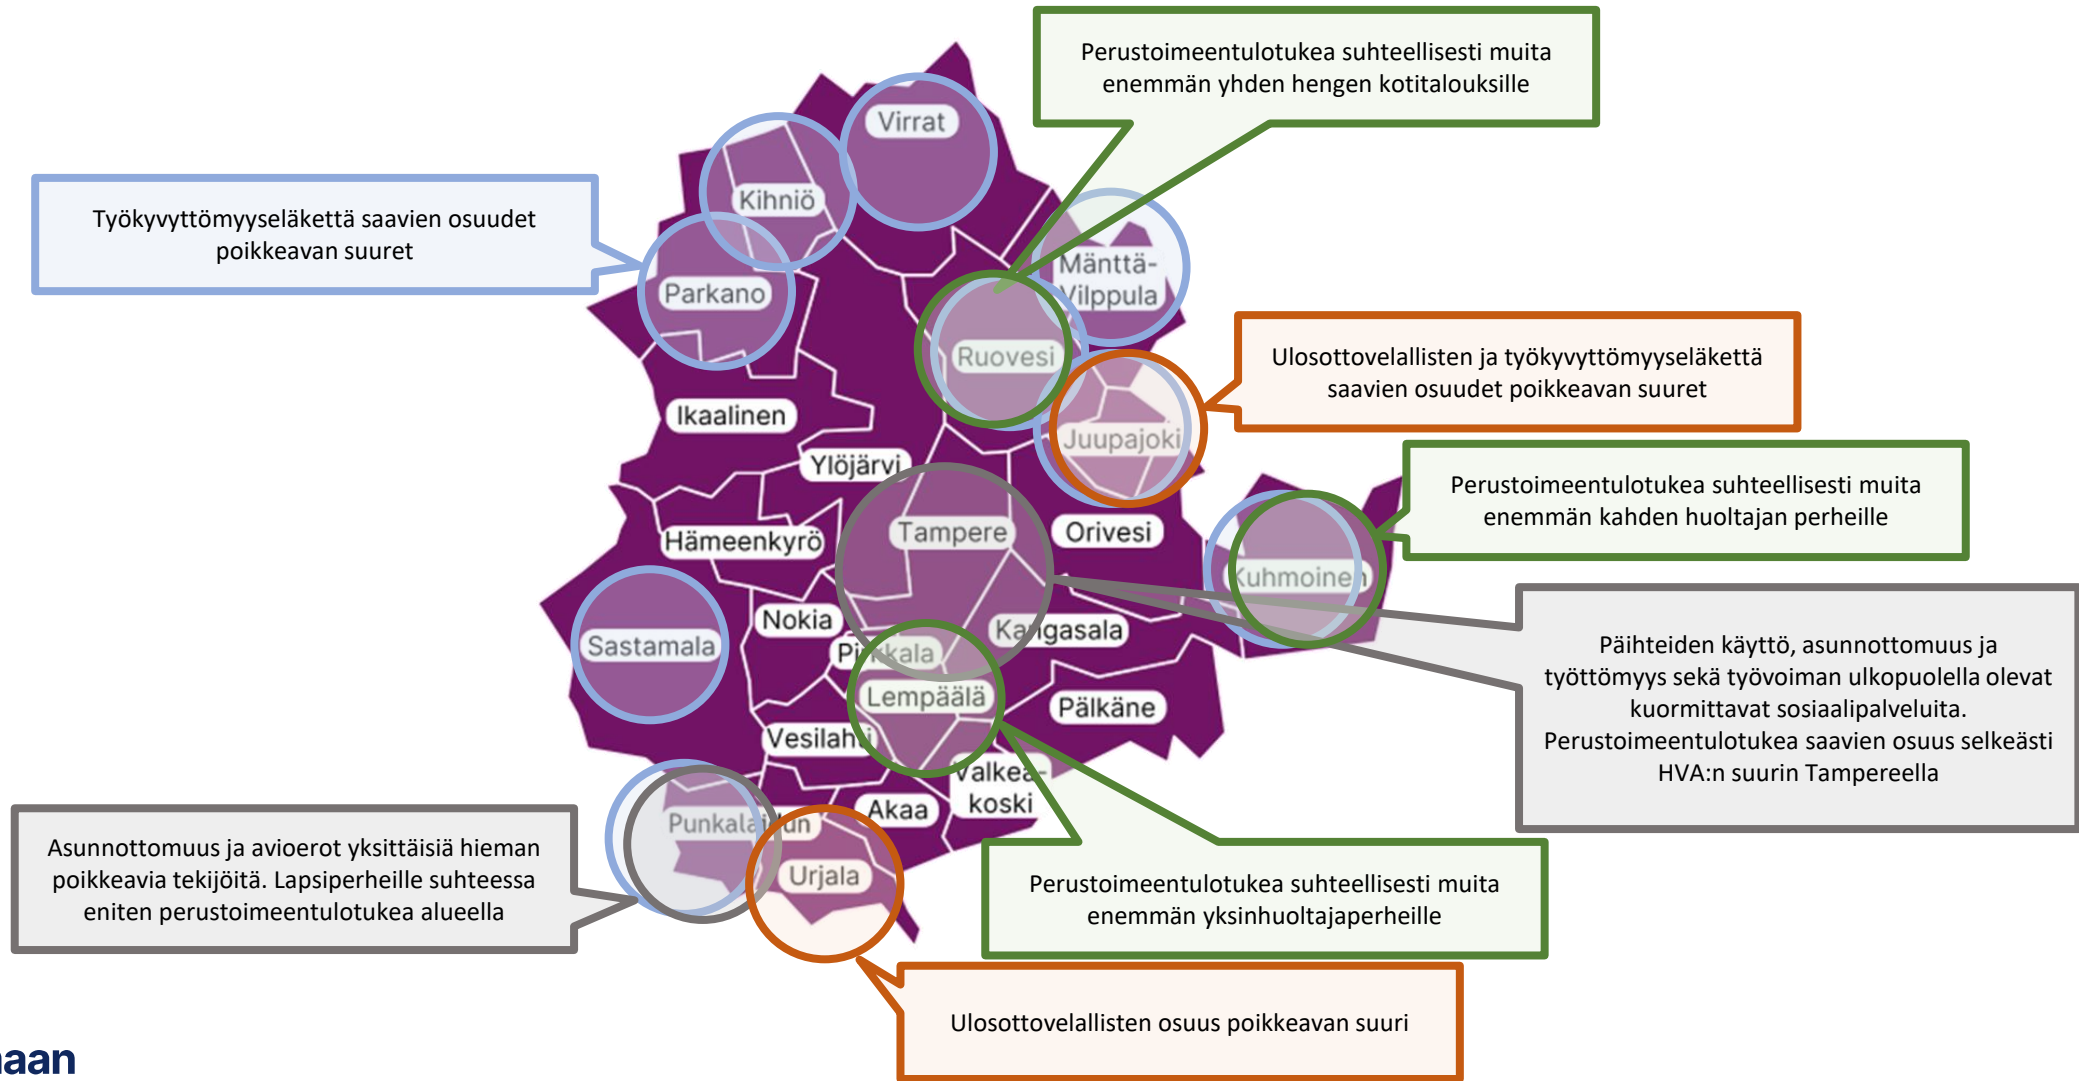 Perustoimeentulotukea suhteellisesti muita
enemmän yhden hengen kotitalouksille
Työkyvyttömyyseläkettä saavien osuudet
poikkeavan suuret
Virrat
Kihniö
Parkano
Mänttä-
Vilppula
Ruovesi
Ulosottovelallisten ja työkyvyttömyyseläkettä
saavien osuudet poikkeavan suuret
Ikaalinen
Juupajoki
Ylöjärvi
Perustoimeentulotukea suhteellisesti muita
enemmän kahden huoltajan perheille
Hämeenkyrö
Tampere
Orivesi
Kuhmoinen
Nokia
Kangasala
Sastamala
Pirkkala
Lempäälä
Pälkäne
Päihteiden käyttö, asunnottomuus ja
työttömyys sekä työvoiman ulkopuolella olevat
kuormittavat sosiaalipalveluita.
Perustoimeentulotukea saavien osuus selkeästi
HVA:n suurin Tampereella
Vesilahti
Valkea-
koski
Akaa
Punkalaidun
Urjala
Asunnottomuus ja avioerot yksittäisiä hieman
poikkeavia tekijöitä. Lapsiperheille suhteessa
eniten perustoimeentulotukea alueella
Perustoimeentulotukea suhteellisesti muita
enemmän yksinhuoltajaperheille
Ulosottovelallisten osuus poikkeavan suuri
aan